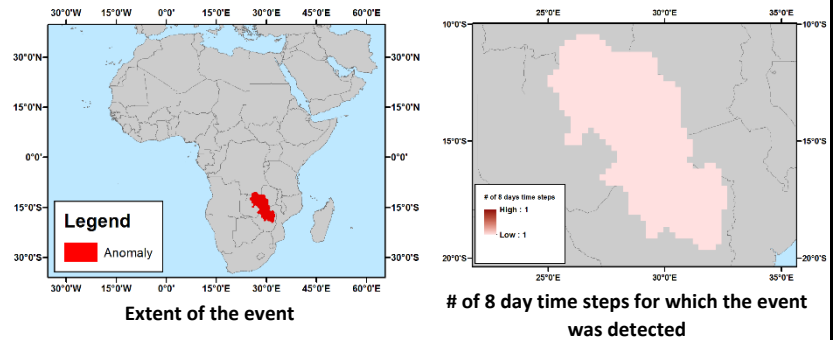 30°0'W 15°0'W 0°0' 15°0'E 30°0'E 45°0'E 60°0'E
30°0'N 30°0'N
15°0'N 15°0'N
0°0' 0°0'
15°0'S 15°0'S
30°0'S 30°0'S
Legend
Anomaly
30°0'W 15°0'W 0°0' 15°0'E 30°0'E 45°0'E 60°0'E
Extent of the event
25°0'E 30°0'E 35°0'E
10°0'S 10°0'S
15°0'S 15°0'S
20°0'S 20°0'S
# of 8 days time steps
High : 1
Low : 1
25°0'E 30°0'E 35°0'E
# of 8 day time steps for which the event
was detected